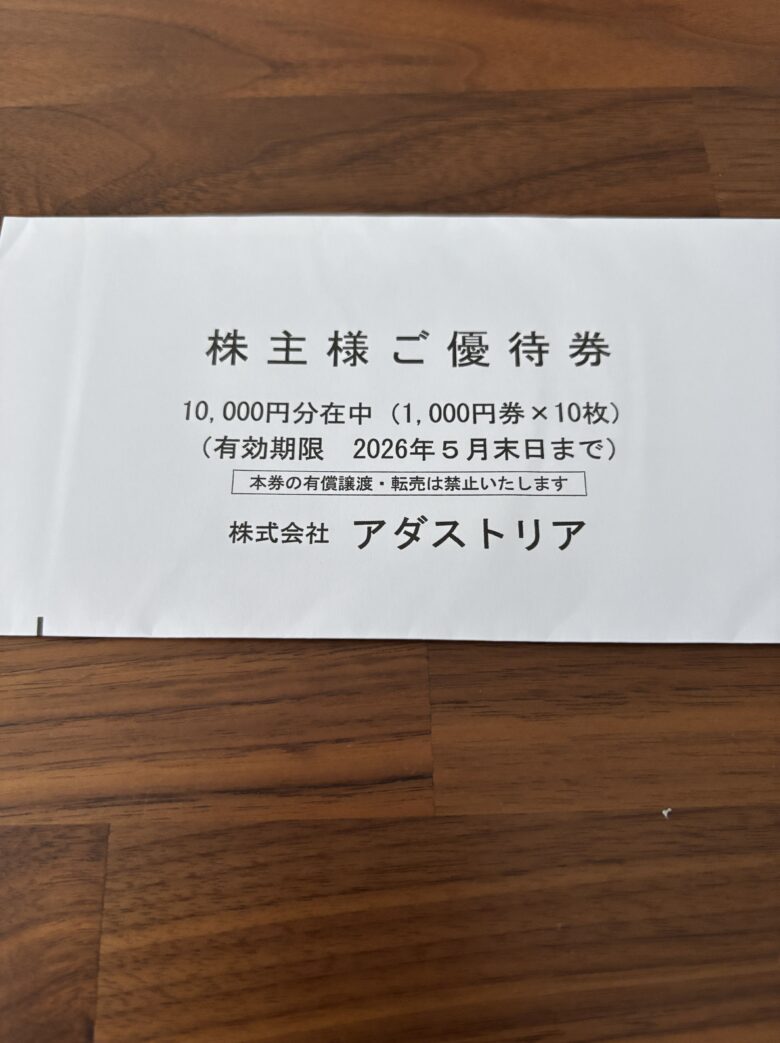 株主様ご優待券
10,000円分在中（1,000円券×10枚）
（有効期限　2026年５月末日まで）
本券の有償譲渡・転売は禁止いたします
株式会社　アダストリア